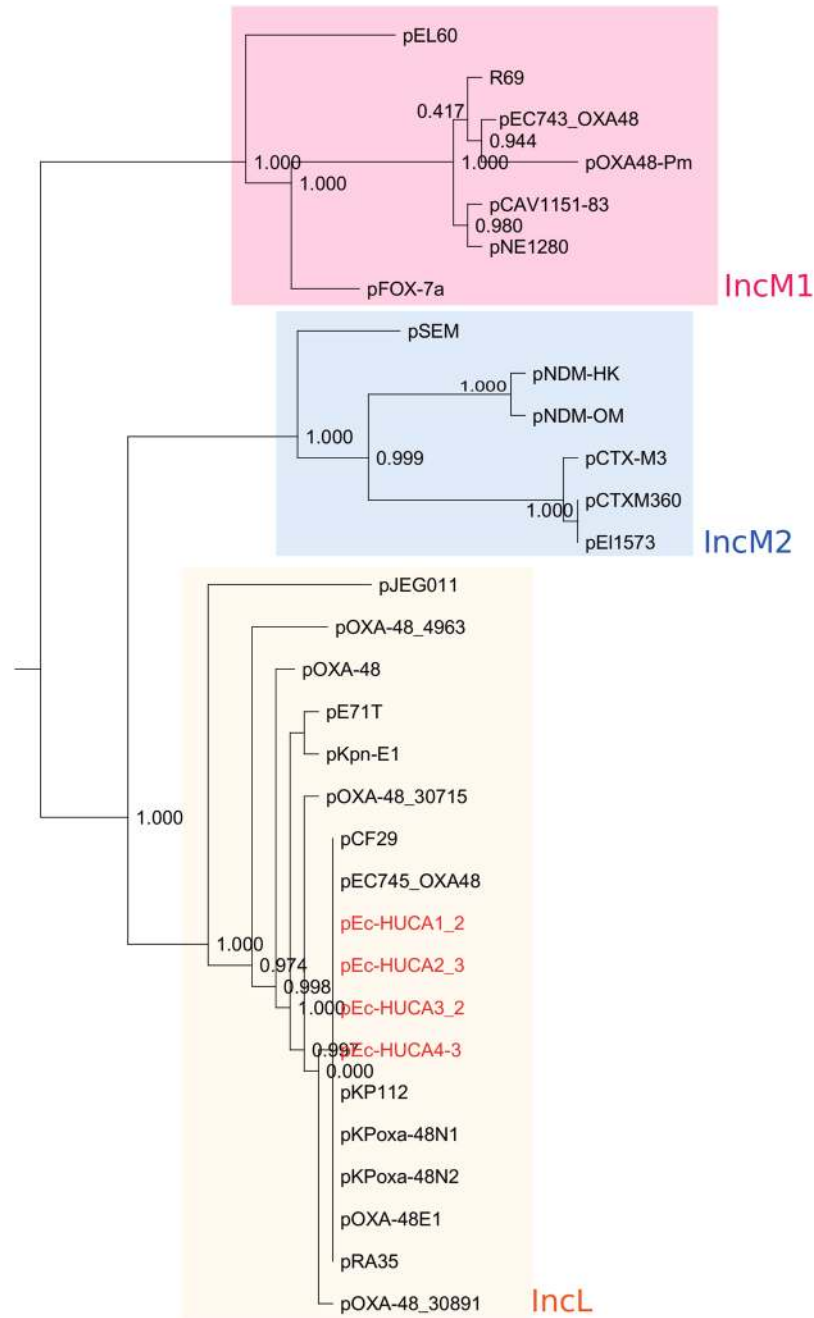 pEL60
R69
0.417
pEC743_OXA48
0.944
1.000
1.000
pOXA48-Pm
1.000
pCAV1151-83
0.980
pNE1280
pFOX-7a
IncM1
pSEM
pNDM-HK
1.000
pNDM-OM
1.000
0.999
pCTX-M3
pCTXM360
1.000
pEI1573
IncM2
pJEG011
pOXA-48_4963
pOXA-48
pE71T
pKpn-E1
pOXA-48_30715
1.000
pCF29
pEC745_OXA48
pEc-HUCA1_2
1.000
pEc-HUCA2_3
0.974
0.998
pEc-HUCA3_2
1.000
pEc-HUCA4-3
0.997
0.000
pKP112
pKPoxa-48N1
pKPoxa-48N2
pOXA-48E1
pRA35
pOXA-48_30891
IncL